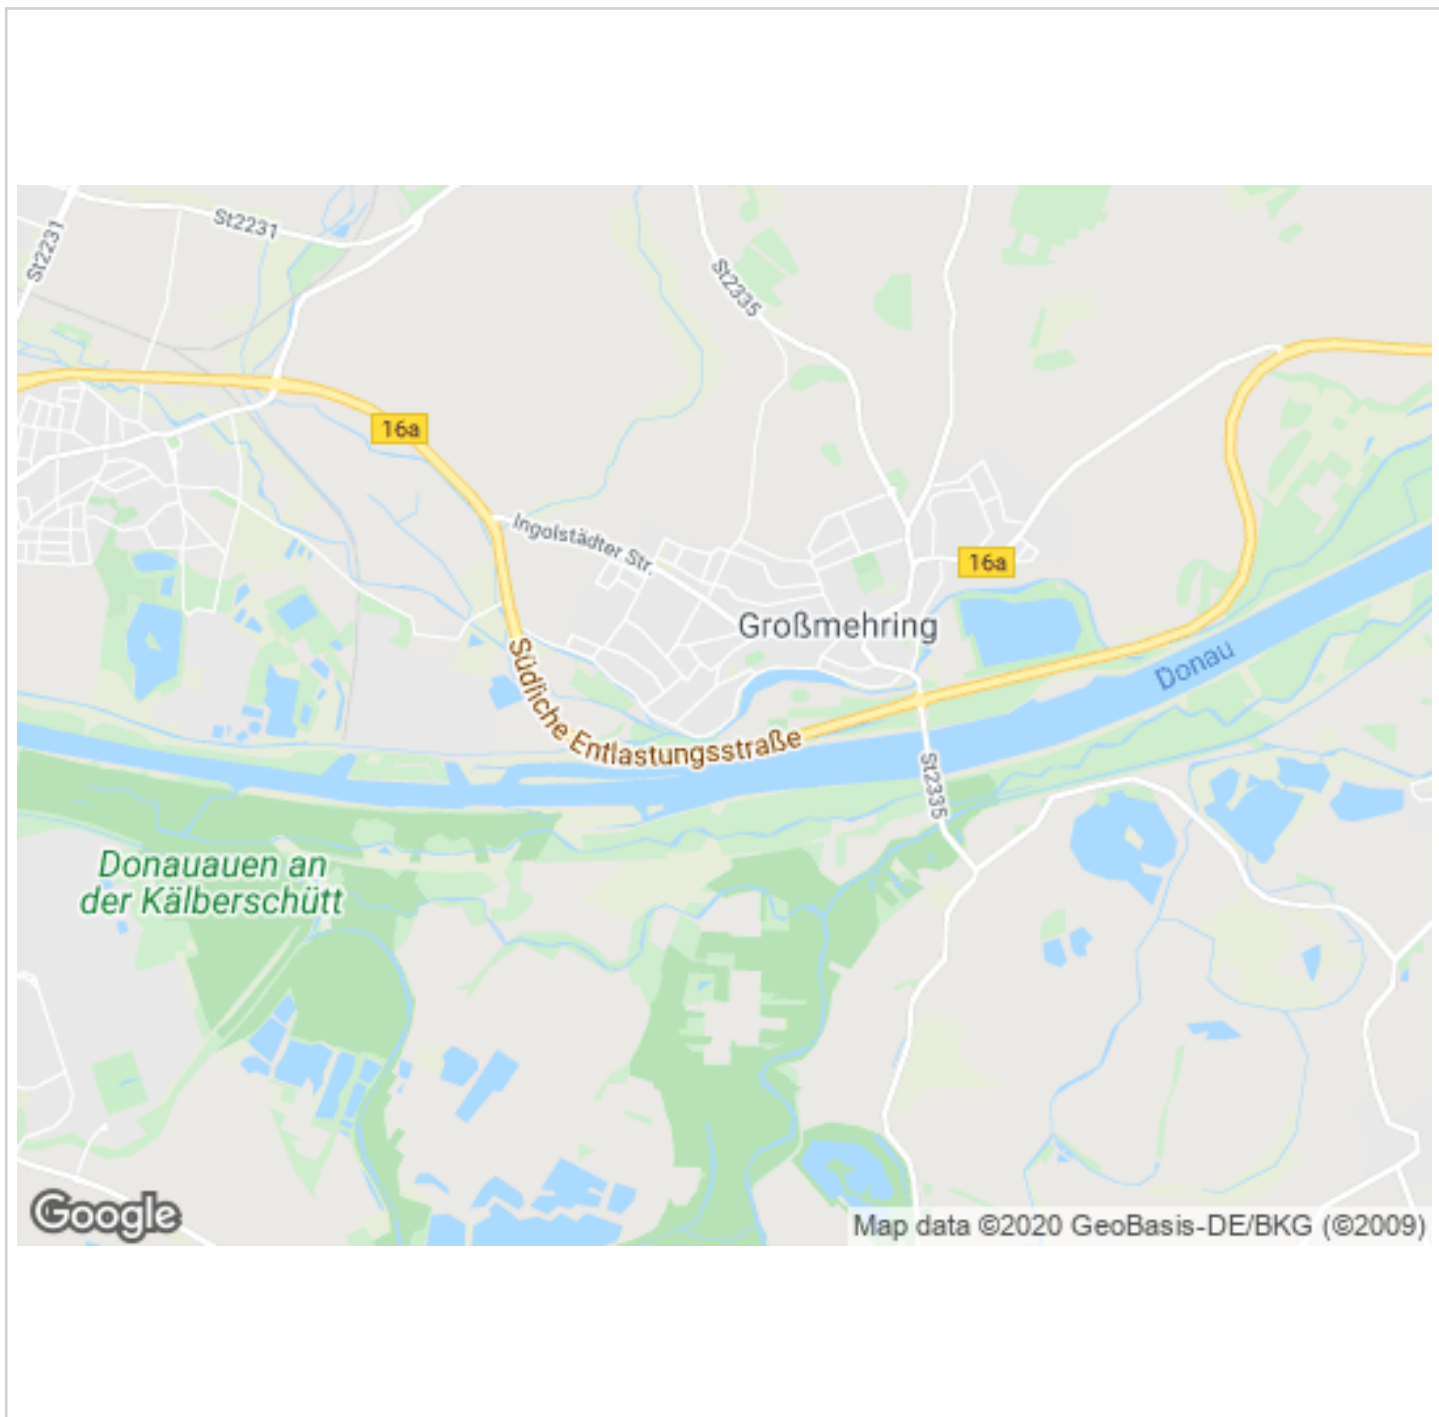 St2231
St2231
St2335
16a
Ingolstädter Str.
16a
Großmehring
Südliche Entlastungsstraße
Donau
St2335
Donauauen an
der Kälberschütt
Google
Map data ©2020 GeoBasis-DE/BKG (©2009)